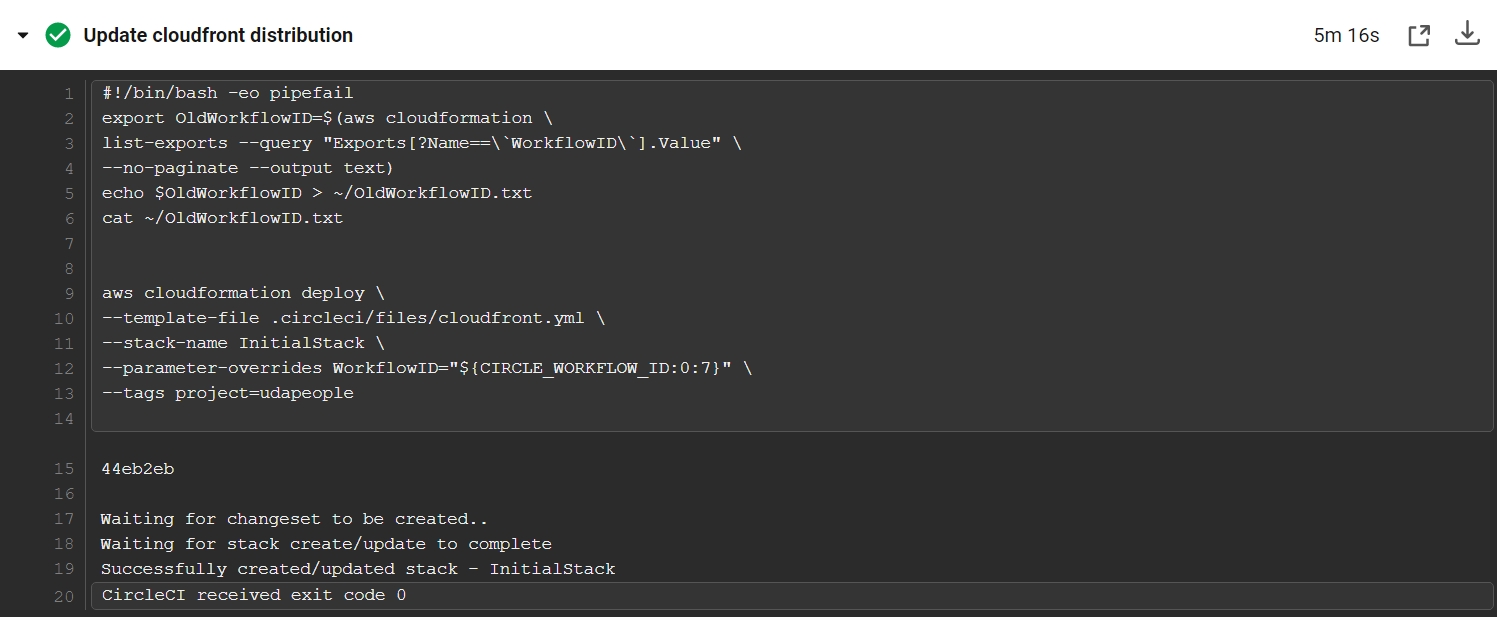 Update cloudfront distribution
5m 16s
1 #!/bin/bash -eo pipefail
2 export OldWorkflowID=$(aws cloudformation \
3 list-exports --query "Exports[?Name==\`WorkflowID\`].Value" \
4 --no-paginate --output text)
5 echo $OldWorkflowID > ~/OldWorkflowID.txt
6 cat ~/OldWorkflowID.txt
7
8
9 aws cloudformation deploy \
10 --template-file .circleci/files/cloudfront.yml \
11 --stack-name InitialStack \
12 --parameter-overrides WorkflowID="${CIRCLE_WORKFLOW_ID:0:7}" \
13 --tags project=udapeople
14
15 44eb2eb
16
17 Waiting for changeset to be created..
18 Waiting for stack create/update to complete
19 Successfully created/updated stack - InitialStack
20 CircleCI received exit code 0